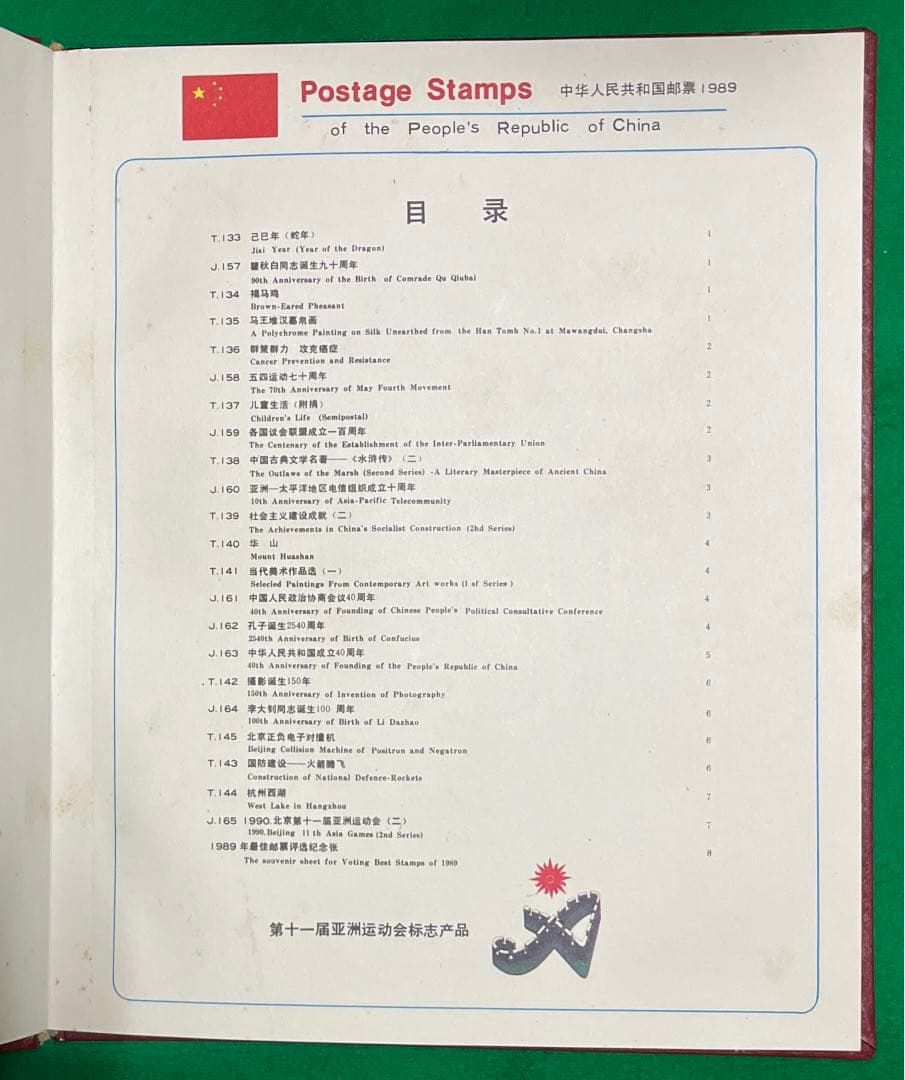 Postage Stamps 中华人民共和国邮票1989
of the People's Republic of China
目 录
T.133 己巳年（蛇年） 1
Jisi Year (Year of the Dragon)
J.157 瞿秋白同志诞生九十周年 1
90th Anniversary of the Birth of Comrade Qu Qiubai
T.134 褐马鸡 1
Brown-Eared Pheasant
T.135 马王堆汉墓帛画 1
A Polychrome Painting on Silk Unearthed from the Han Tomb No.1 at Mawangdui, Changsha
T.136 群策群力 攻克癌症 2
Cancer Prevention and Resistance
J.158 五四运动七十周年 2
The 70th Anniversary of May Fourth Movement
T.137 儿童生活（附捐） 2
Children's Life (Semipostal)
J.159 各国议会联盟成立一百周年 2
The Centenary of the Establishment of the Inter-Parliamentary Union
T.138 中国古典文学名著——《水浒传》（二） 3
The Outlaws of the Marsh (Second Series) -A Literary Masterpiece of Ancient China
J.160 亚洲—太平洋地区电信组织成立十周年 3
10th Anniversary of Asia-Pacific Telecommunity
T.139 社会主义建设成就（二） 3
The Achievements in China's Socialist Construction (2hd Series)
T.140 华 山 4
Mount Huashan
T.141 当代美术作品选（一） 4
Selecled Paintings From Contemporary Art works (1 sf Series )
J.161 中国人民政治协商会议40周年 4
40th Anniversary of Founding of Chinese People's Political Consultative Conference
J.162 孔子诞生2540周年 4
2540th Anniversary of Birth of Confucius
J.163 中华人民共和国成立40周年 5
40th Anniversary of Founding of the People's Republic of China
T.142 摄影诞生150年 6
150th Anniversary of Invention of Photography
J.164 李大钊同志诞生100 周年 6
100th Anniversary of Birth of Li Dazhao
T.145 北京正负电子对撞机 6
Beijing Collision Machine of Positron and Negatron
T.143 国防建设——火箭腾飞 6
Construction of National Defence-Rockets
T.144 杭州西湖 7
West Lake in Hangzhou
J.165 1990.北京第十一届亚洲运动会（二） 7
1990.Beijing 11 th Asia Games (2nd Series)
1989 年最佳邮票评选纪念张 8
The souvenir sheet for Voting Best Stamps of 1989
第十一届亚洲运动会标志产品